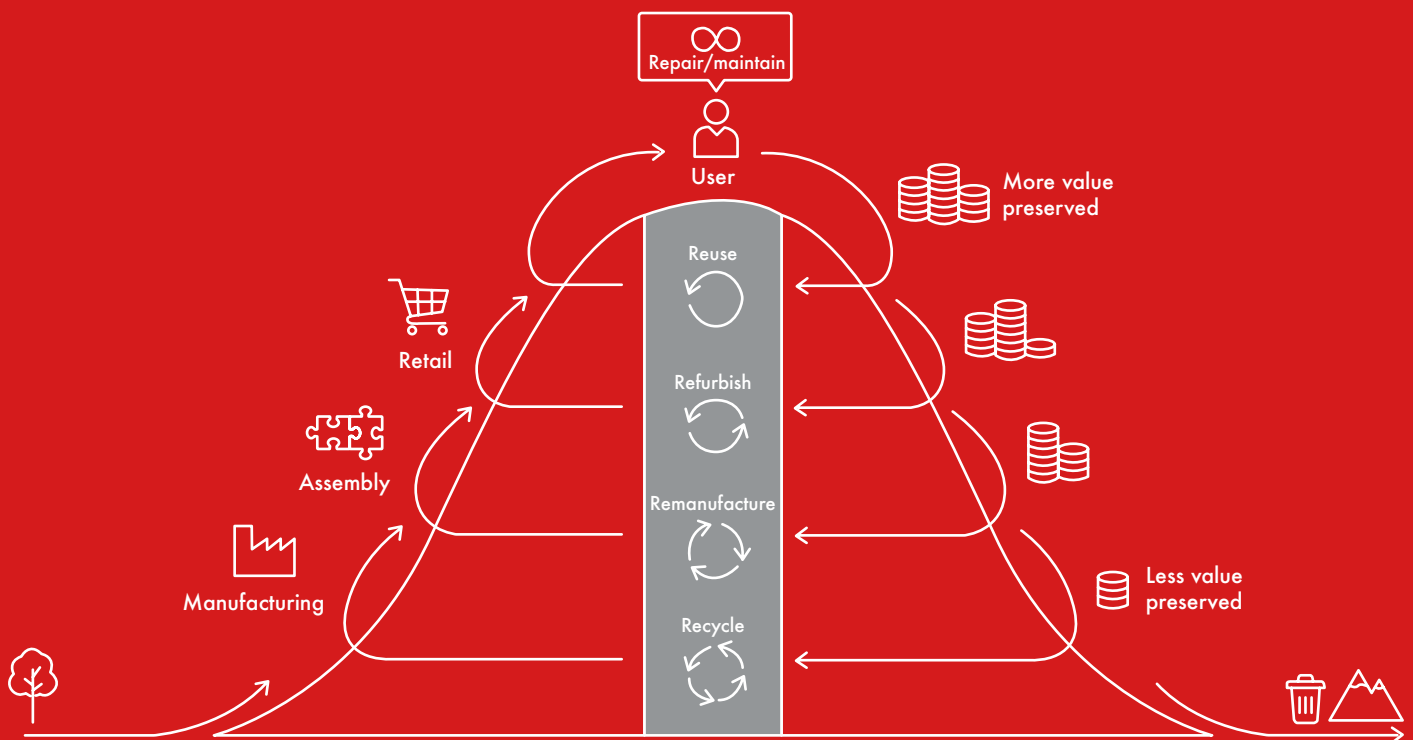 Repair/maintain
User
More value
preserved
Reuse
Retail
Refurbish
Assembly
Remanufacture
Manufacturing
Less value
preserved
Recycle